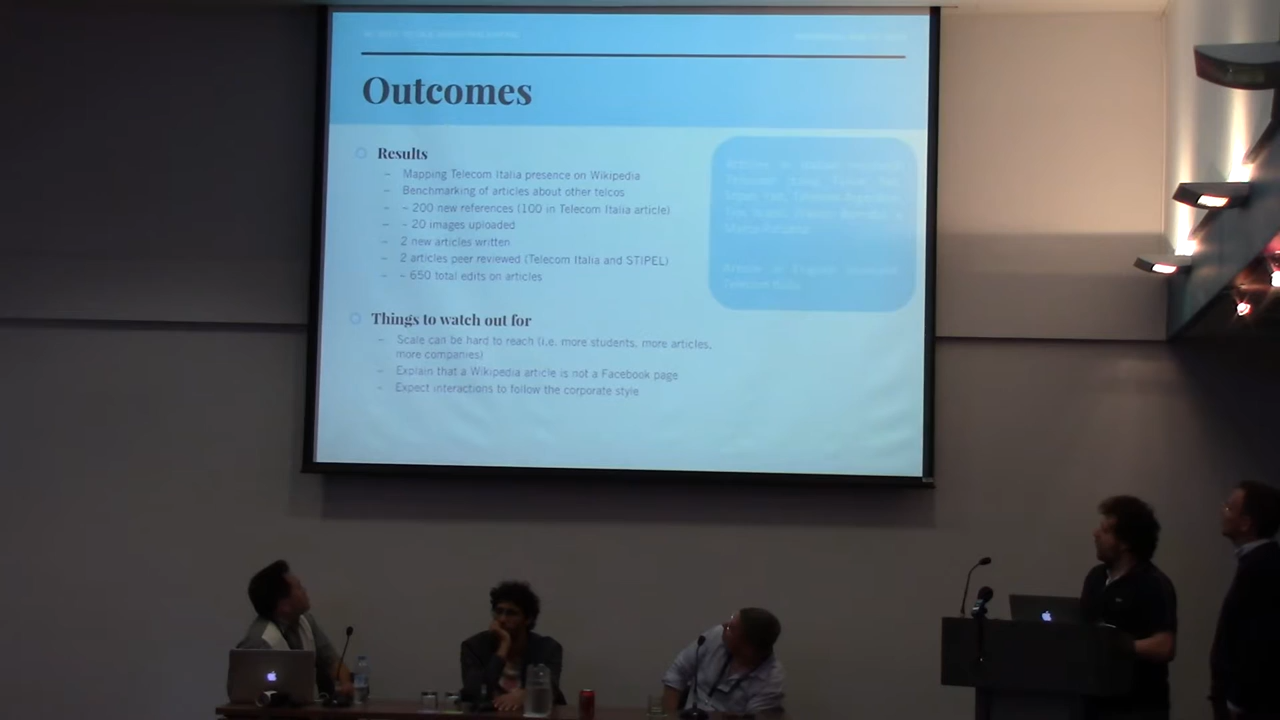 Outcomes
Results
- Mapping Telecom Italia presence on Wikipedia
- Benchmarking of articles about other telcos
- ~ 200 new references (100 in Telecom Italia article)
- ~ 20 images uploaded
- 2 new articles written
- 2 articles peer reviewed (Telecom Italia and STIPEL)
- ~ 650 total edits on articles
Things to watch out for
- Scale can be hard to reach (i.e. more students, more articles,
more companies)
- Explain that a Wikipedia article is not a Facebook page
- Expect interactions to follow the corporate style